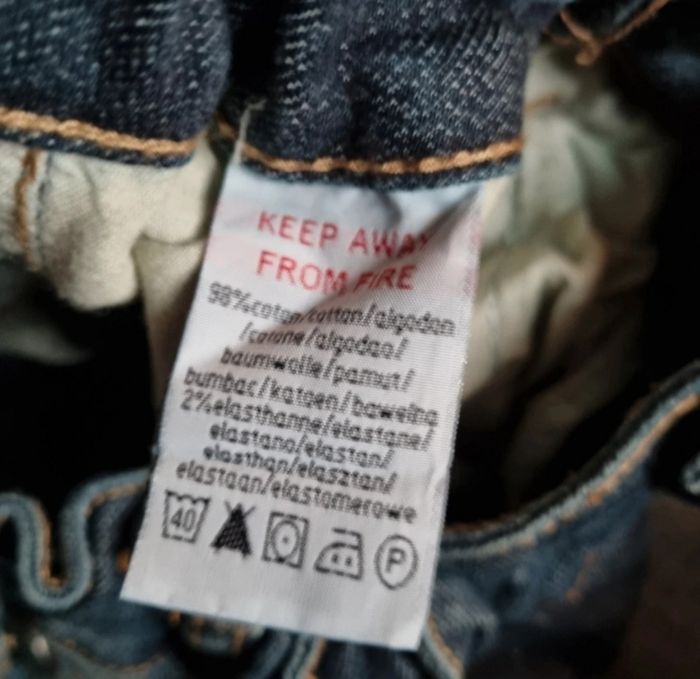 KEEP AWAY
FROM FIRE
98%coton/cotton/algodon
/cotone/algodao/
baumwolle/pamut/
bumbac/katoen/bawelna
2%elasthanne/elastane/
elastano/elastan/
elasthan/elasztan/
elastaan/elastomerowe
40
P